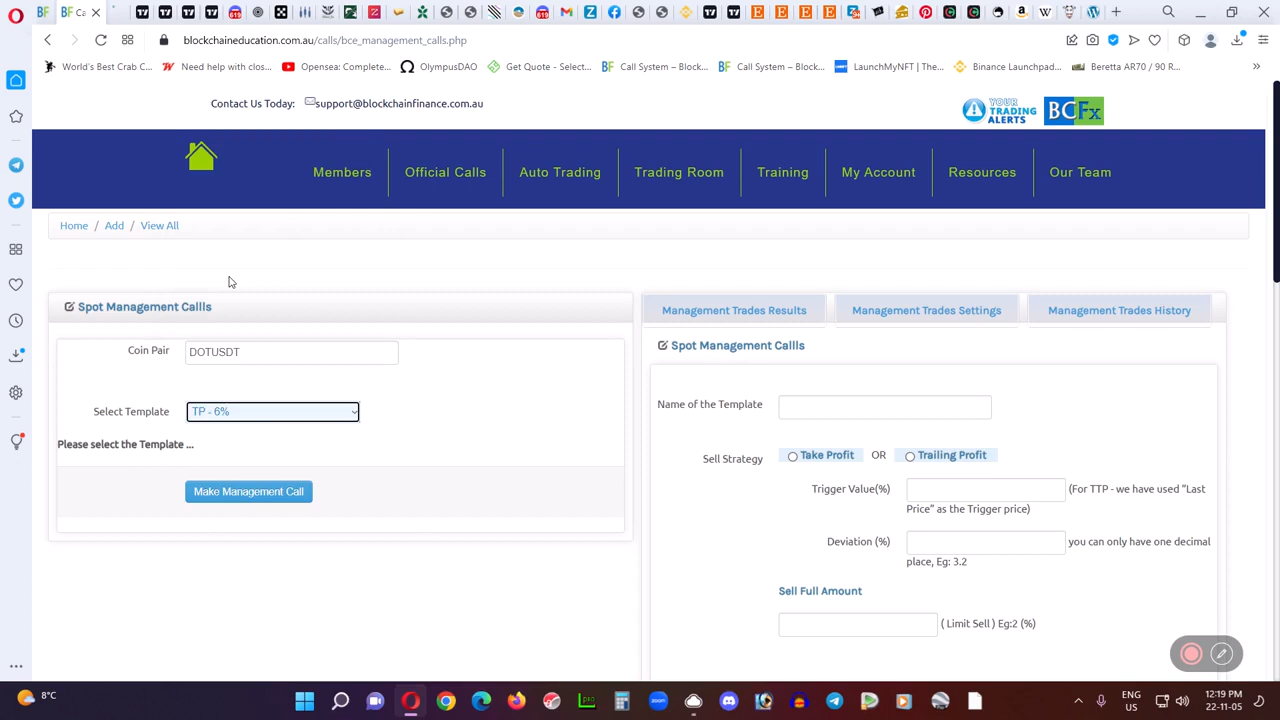 BF
BF Ca
blockchaineducation.com.au/calls/bce_management_calls.php
World's Best Crab C...
Need help with clos...
Opensea: Complete...
OlympusDAO
Get Quote - Select...
BF Call System – Block...
BF Call System – Block...
LaunchMyNFT | The...
Binance Launchpad...
Beretta AR70 / 90 R...
Contact Us Today: support@blockchainfinance.com.au
YOUR TRADING ALERTS
BCFx
Members
Official Calls
Auto Trading
Trading Room
Training
My Account
Resources
Our Team
Home / Add / View All
Spot Management Callls
Coin Pair
DOTUSDT
Select Template
TP - 6%
Please select the Template ...
Make Management Call
Management Trades Results
Management Trades Settings
Management Trades History
Spot Management Callls
Name of the Template
Sell Strategy
Take Profit OR Trailing Profit
Trigger Value(%)
(For TTP - we have used “Last
Price” as the Trigger price)
Deviation (%)
you can only have one decimal
place, Eg: 3.2
Sell Full Amount
( Limit Sell ) Eg:2 (%)
8°C
ENG
US
12:19 PM
22-11-05